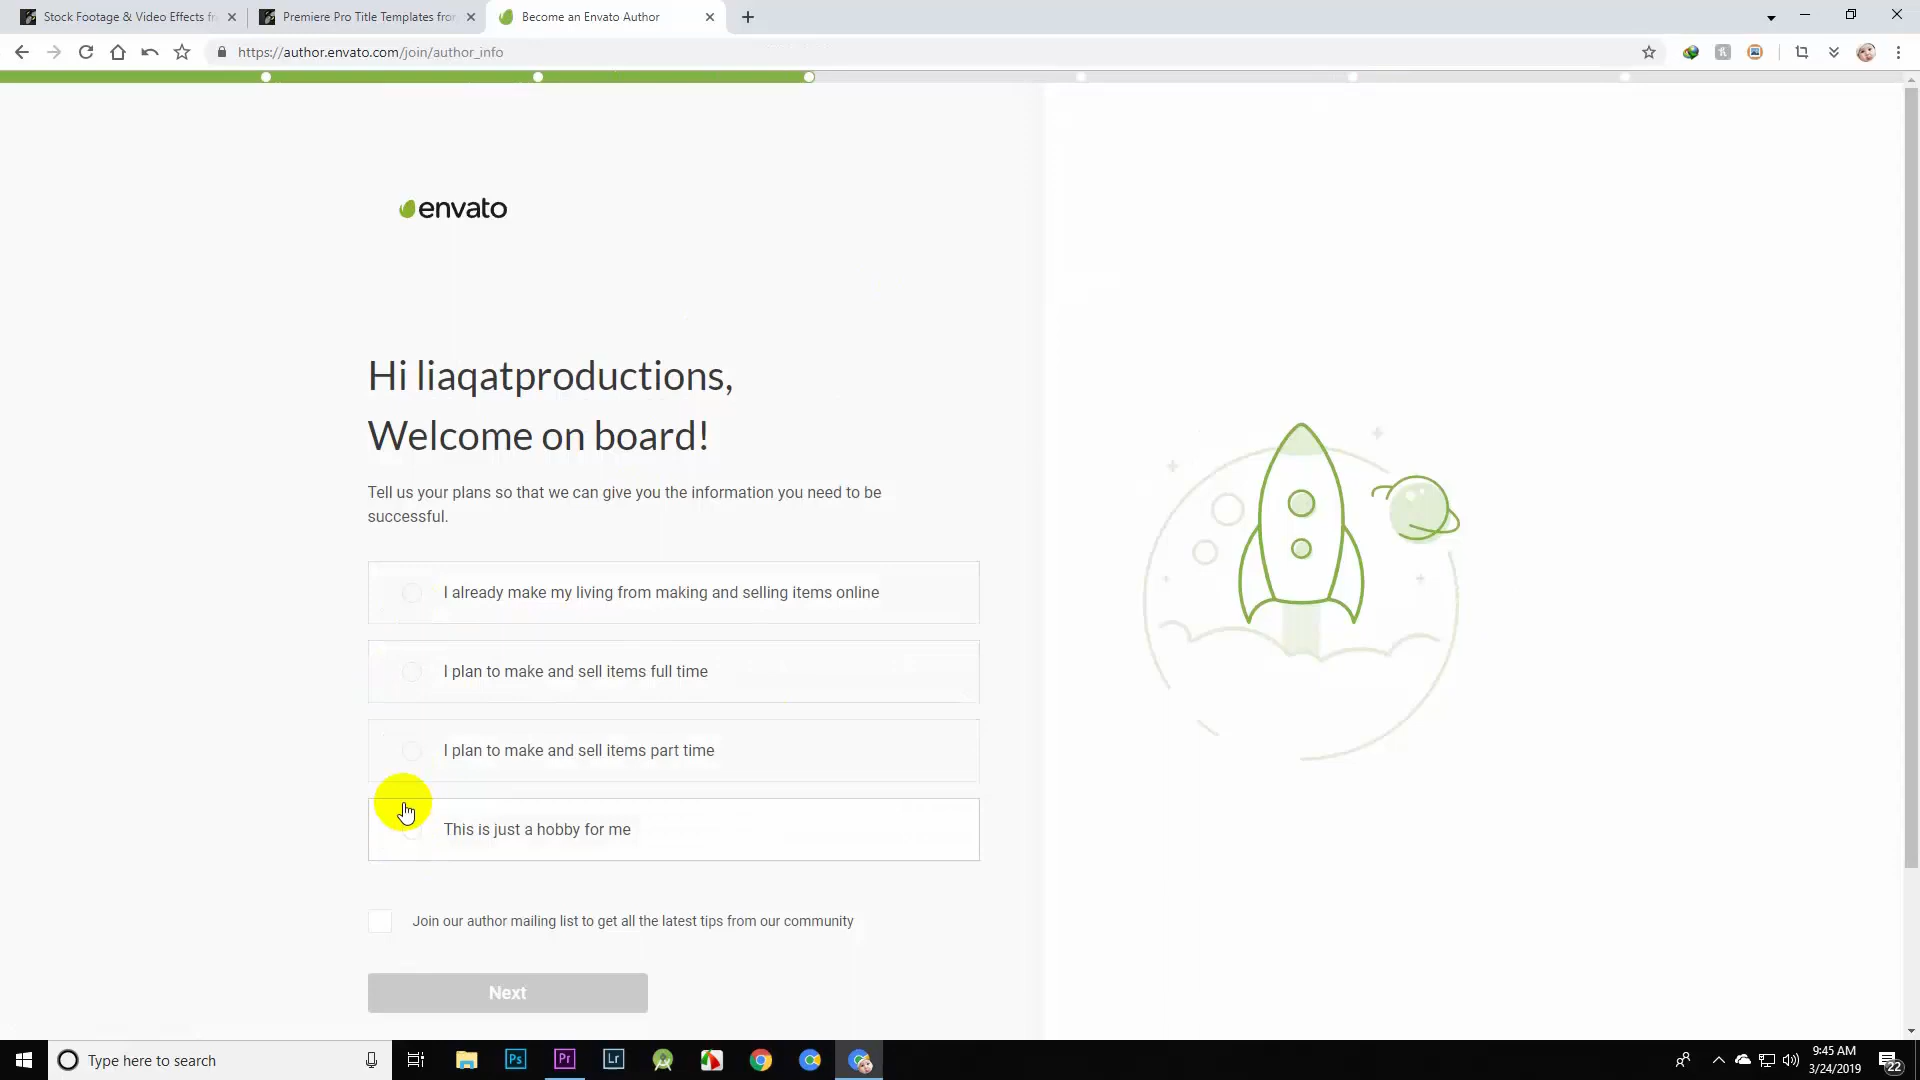 Stock Footage & Video Effects fr
Premiere Pro Title Templates from
Become an Envato Author
https://author.envato.com/join/author_info
envato
Hi liaqatproductions,
Welcome on board!
Tell us your plans so that we can give you the information you need to be
successful.
I already make my living from making and selling items online
I plan to make and sell items full time
I plan to make and sell items part time
This is just a hobby for me
Join our author mailing list to get all the latest tips from our community
Next
Type here to search
Ps
Pr
Lr
9:45 AM
3/24/2019
22